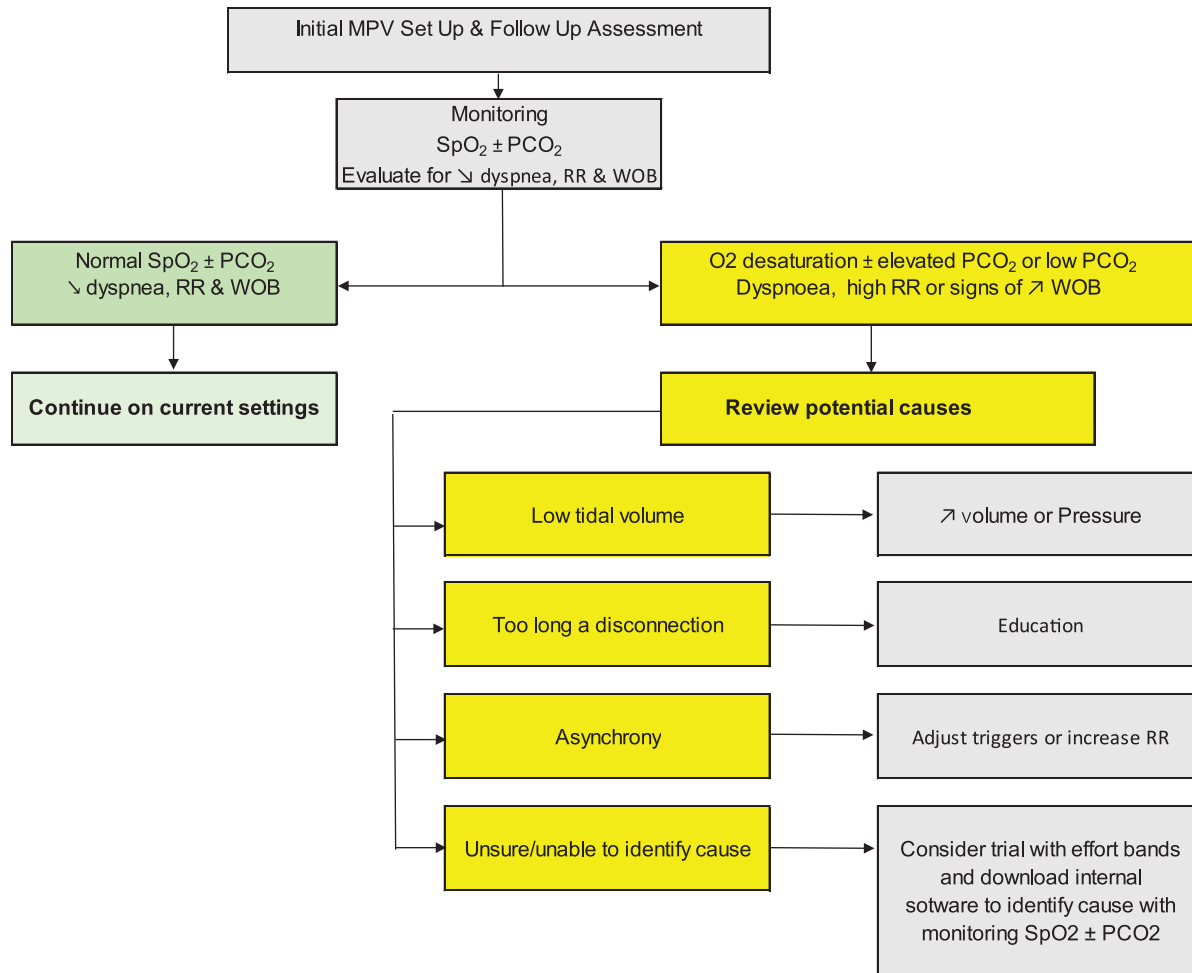 Initial MPV Set Up & Follow Up Assessment
Monitoring
SpO₂ ± PCO₂
Evaluate for ↘ dyspnea, RR & WOB
Normal SpO₂ ± PCO₂
↘ dyspnea, RR & WOB
O2 desaturation ± elevated PCO₂ or low PCO₂
Dyspnoea, high RR or signs of ↗ WOB
Continue on current settings
Review potential causes
Low tidal volume
↗ volume or Pressure
Too long a disconnection
Education
Asynchrony
Adjust triggers or increase RR
Unsure/unable to identify cause
Consider trial with effort bands
and download internal
sotware to identify cause with
monitoring SpO2 ± PCO2